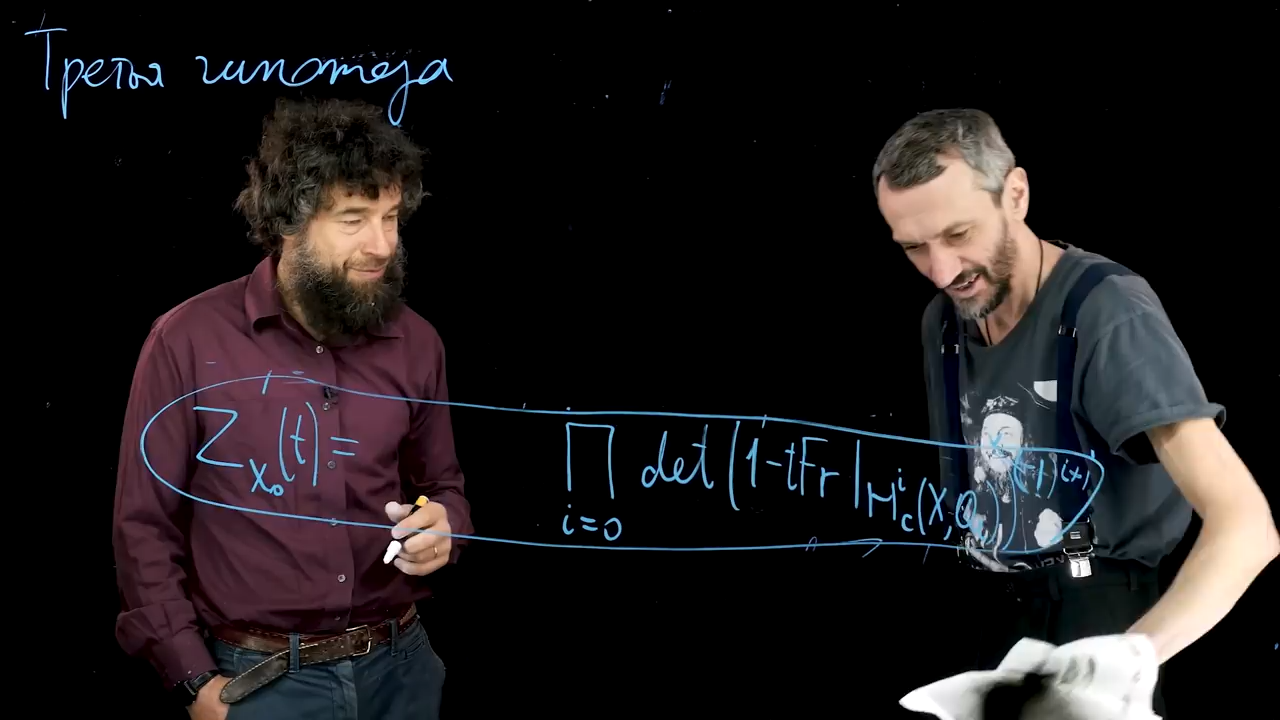 Третья гипотеза
Z_{X_0}(t) = ∏_{i=0} det(1-tFr|_{H^i_c(X,Q_l)})^{(-1)^{i+1}}